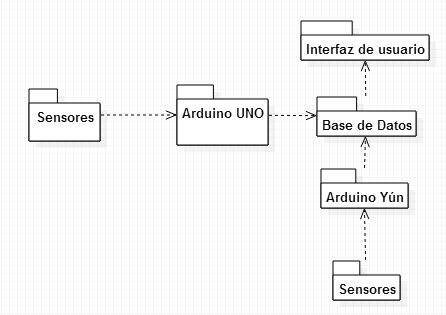 Interfaz de usuario
Sensores
Arduino UNO
Base de Datos
Arduino Yún
Sensores